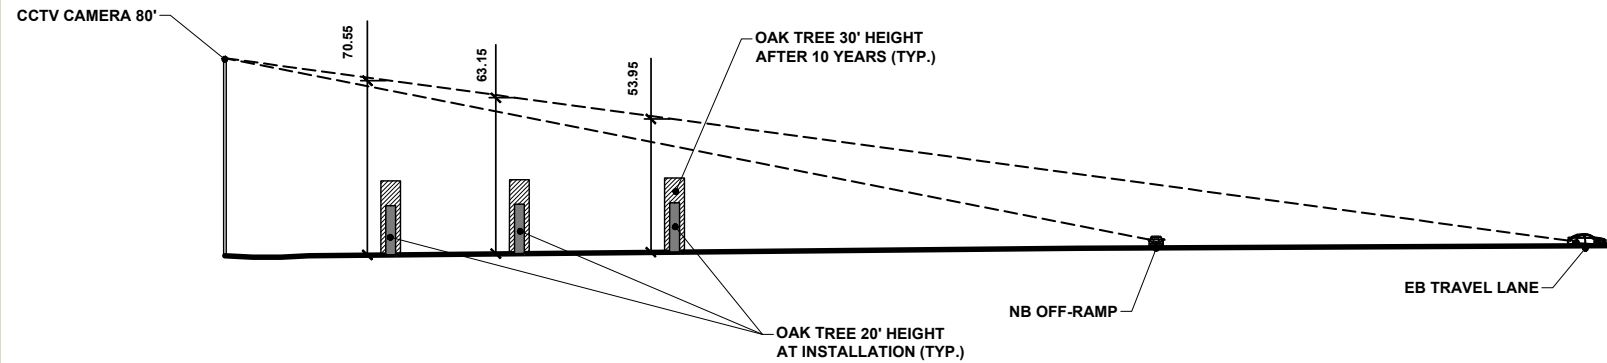 CCTV CAMERA 80'
70.55
63.15
53.95
OAK TREE 30' HEIGHT
AFTER 10 YEARS (TYP.)
EB TRAVEL LANE
NB OFF-RAMP
OAK TREE 20' HEIGHT
AT INSTALLATION (TYP.)